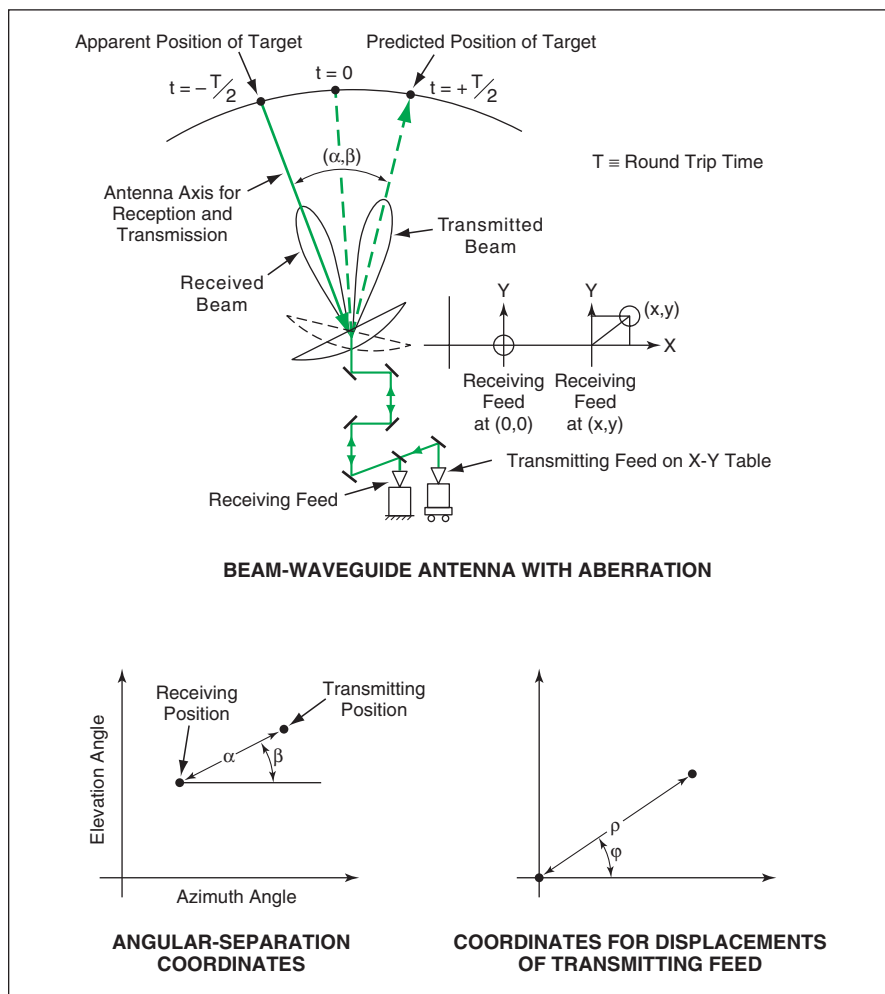 Apparent Position of Target
Predicted Position of Target
t = – T/2
t = 0
t = + T/2
(α,β)
T ≡ Round Trip Time
Antenna Axis for
Reception and
Transmission
Transmitted
Beam
Received
Beam
Y
Y
(x,y)
X
Receiving
Feed
at (0,0)
Receiving
Feed
at (x,y)
Transmitting Feed on X-Y Table
Receiving Feed
BEAM-WAVEGUIDE ANTENNA WITH ABERRATION
Receiving
Position
Transmitting
Position
α
β
Elevation Angle
Azimuth Angle
ρ
φ
ANGULAR-SEPARATION
COORDINATES
COORDINATES FOR DISPLACEMENTS
OF TRANSMITTING FEED